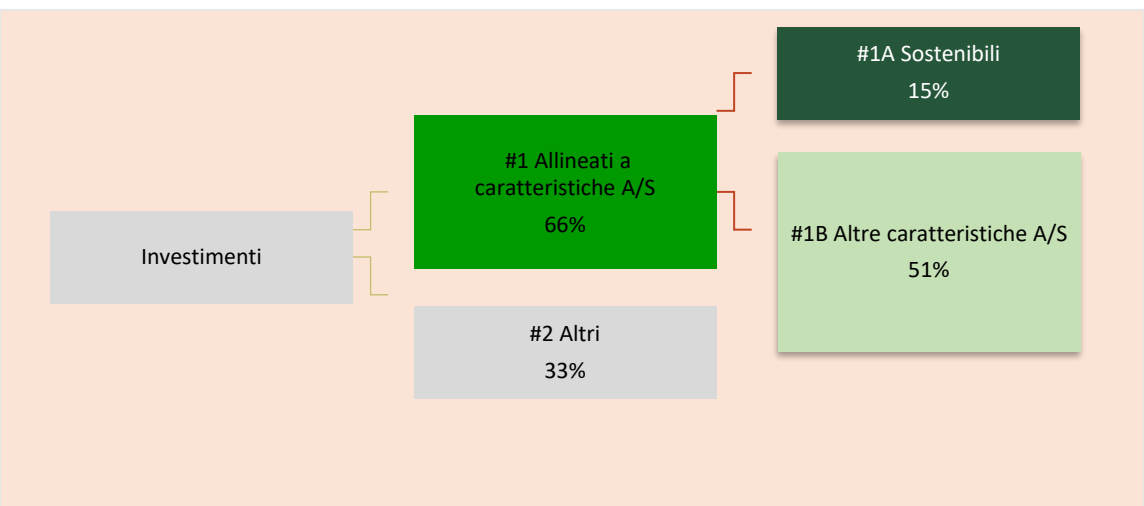 Investimenti
#1 Allineati a
caratteristiche A/S
66%
#2 Altri
33%
#1A Sostenibili
15%
#1B Altre caratteristiche A/S
51%